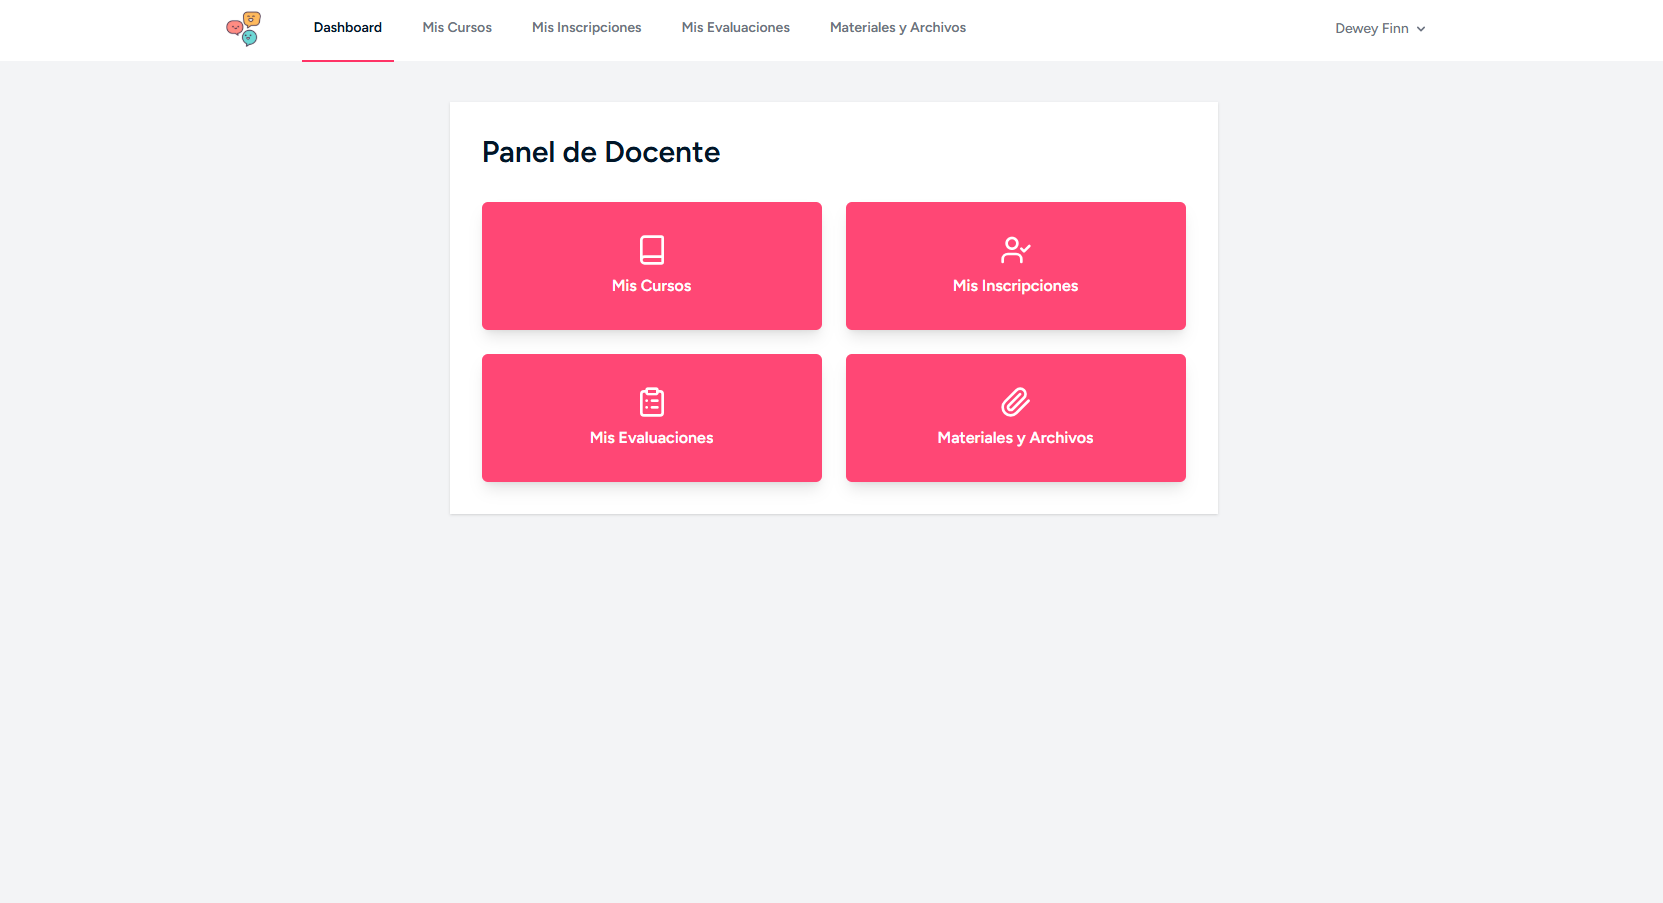 Dashboard
Mis Cursos
Mis Inscripciones
Mis Evaluaciones
Materiales y Archivos
Dewey Finn
Panel de Docente
Mis Cursos
Mis Inscripciones
Mis Evaluaciones
Materiales y Archivos